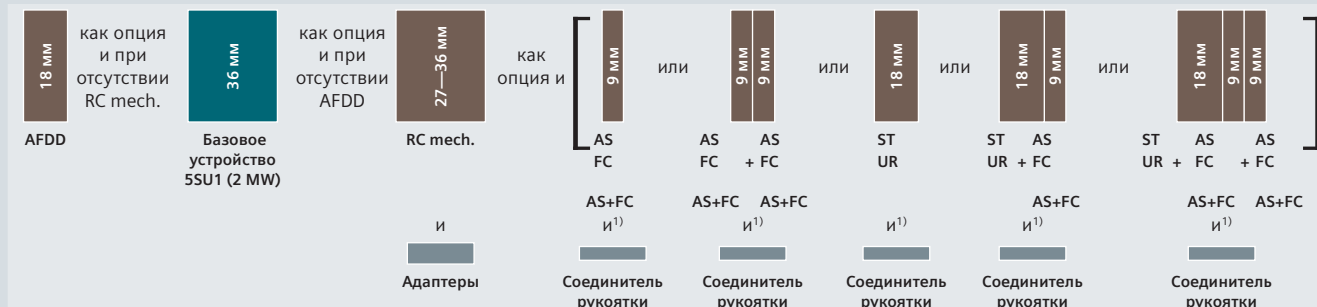 18 мм
как опция
и при
отсутствии
RC mech.
36 мм
как опция
и при
отсутствии
AFDD
27—36 мм
как
опция и
9 мм
или
9 мм
9 мм
или
18 мм
или
18 мм
9 мм
или
18 мм
9 мм
9 мм
AFDD
Базовое
устройство
5SU1 (2 MW)
RC mech.
AS
FC
AS AS
FC + FC
ST
UR
ST AS
UR + FC
ST AS AS
UR + FC + FC
AS+FC
AS+FC AS+FC
AS+FC
AS+FC AS+FC
и
и1)
и1)
и1)
и1)
и1)
Адаптеры
Соединитель
рукоятки
Соединитель
рукоятки
Соединитель
рукоятки
Соединитель
рукоятки
Соединитель
рукоятки